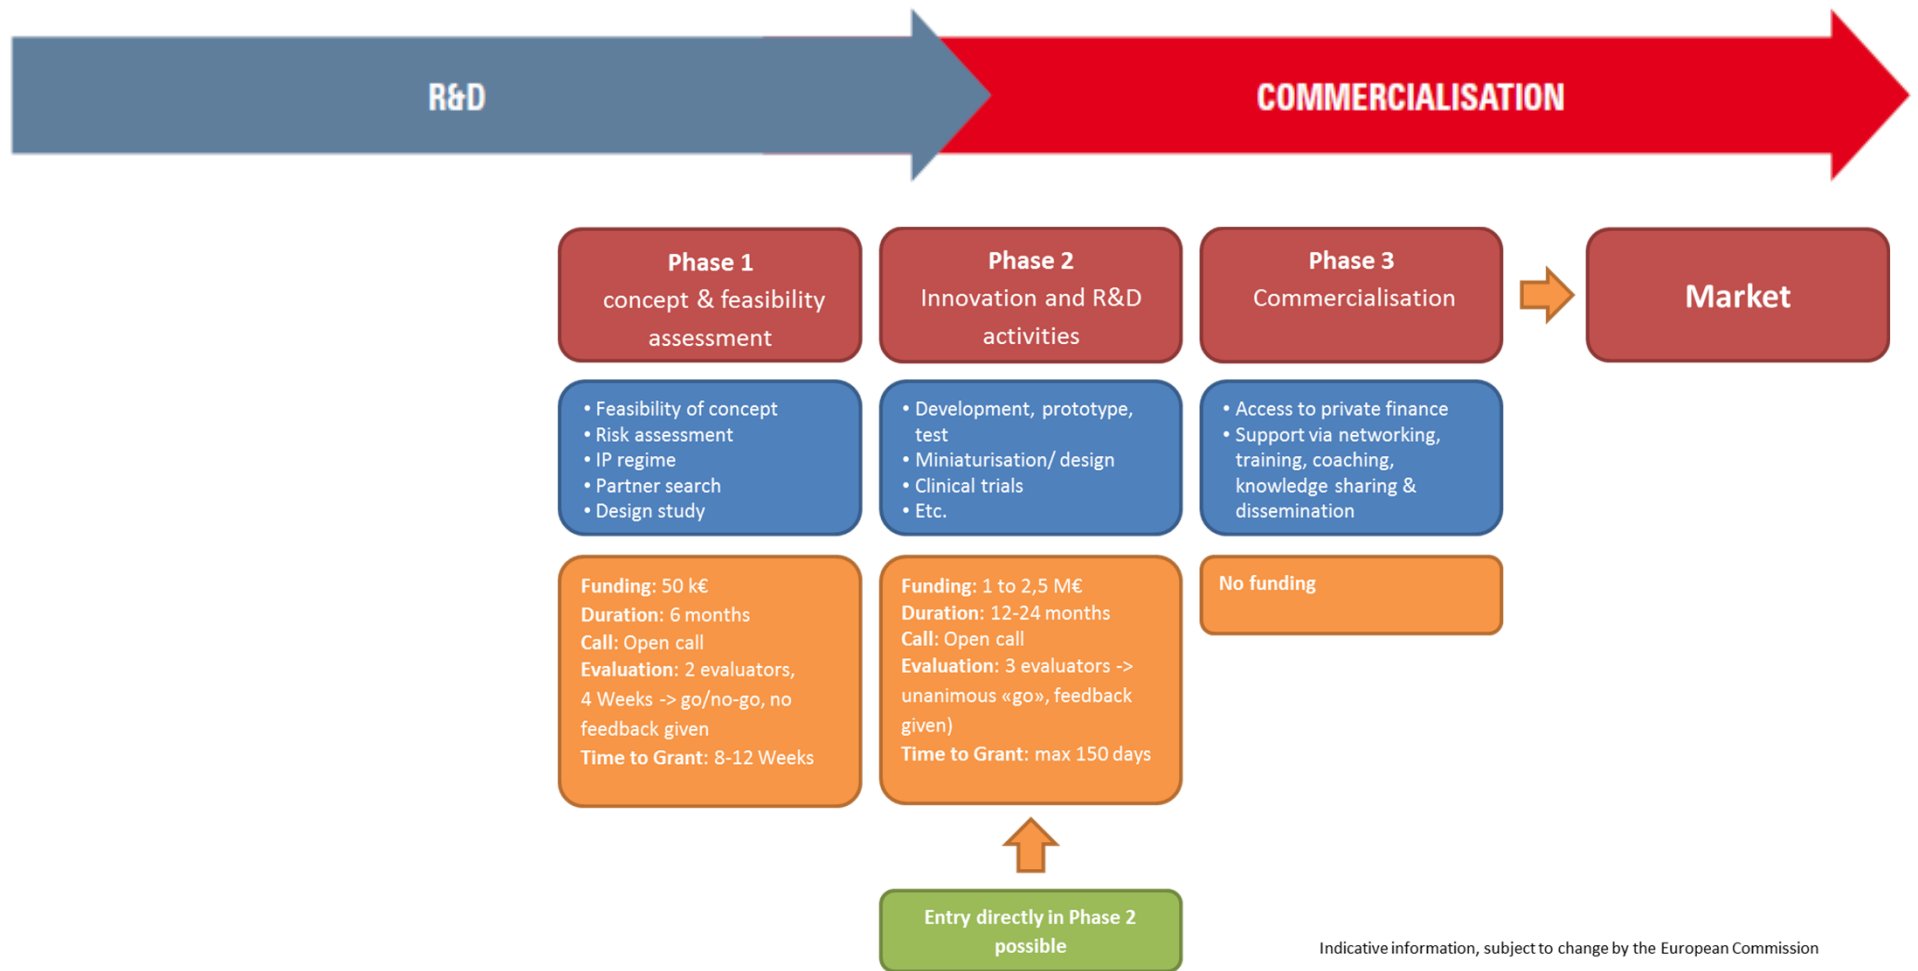 R&D
COMMERCIALISATION
Phase 1
concept & feasibility
assessment
Phase 2
Innovation and R&D
activities
Phase 3
Commercialisation
Market
• Feasibility of concept
• Risk assessment
• IP regime
• Partner search
• Design study
• Development, prototype,
test
• Miniaturisation/ design
• Clinical trials
• Etc.
• Access to private finance
• Support via networking,
training, coaching,
knowledge sharing &
dissemination
Funding: 50 k€
Duration: 6 months
Call: Open call
Evaluation: 2 evaluators,
4 Weeks -> go/no-go, no
feedback given
Time to Grant: 8-12 Weeks
Funding: 1 to 2,5 M€
Duration: 12-24 months
Call: Open call
Evaluation: 3 evaluators ->
unanimous «go», feedback
given)
Time to Grant: max 150 days
No funding
Entry directly in Phase 2
possible
Indicative information, subject to change by the European Commission